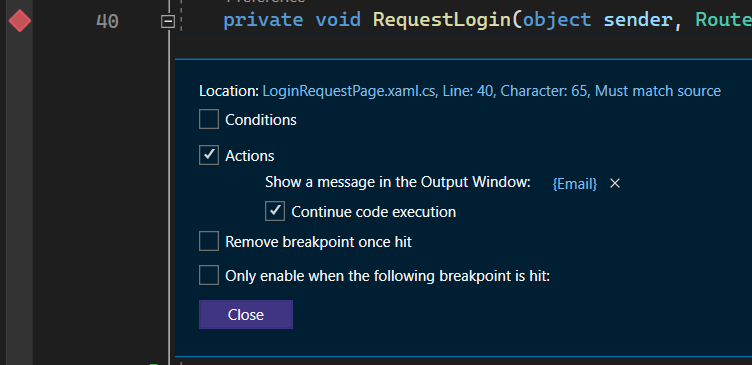 40 private void RequestLogin(object sender, Route
Location: LoginRequestPage.xaml.cs, Line: 40, Character: 65, Must match source
Conditions
Actions
Show a message in the Output Window: {Email}
Continue code execution
Remove breakpoint once hit
Only enable when the following breakpoint is hit:
Close